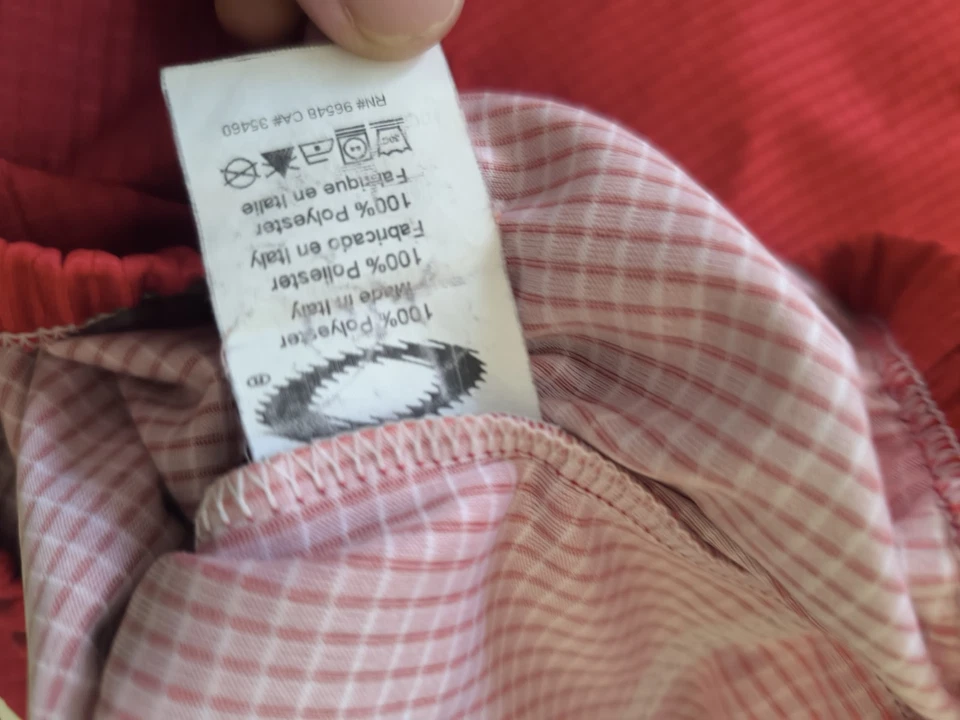 100% Polyester
Made in Italy
100% Poliester
Fabricado en Italy
100% Polyester
Fabrique en Italie
30C
RN# 96548 CA# 35460